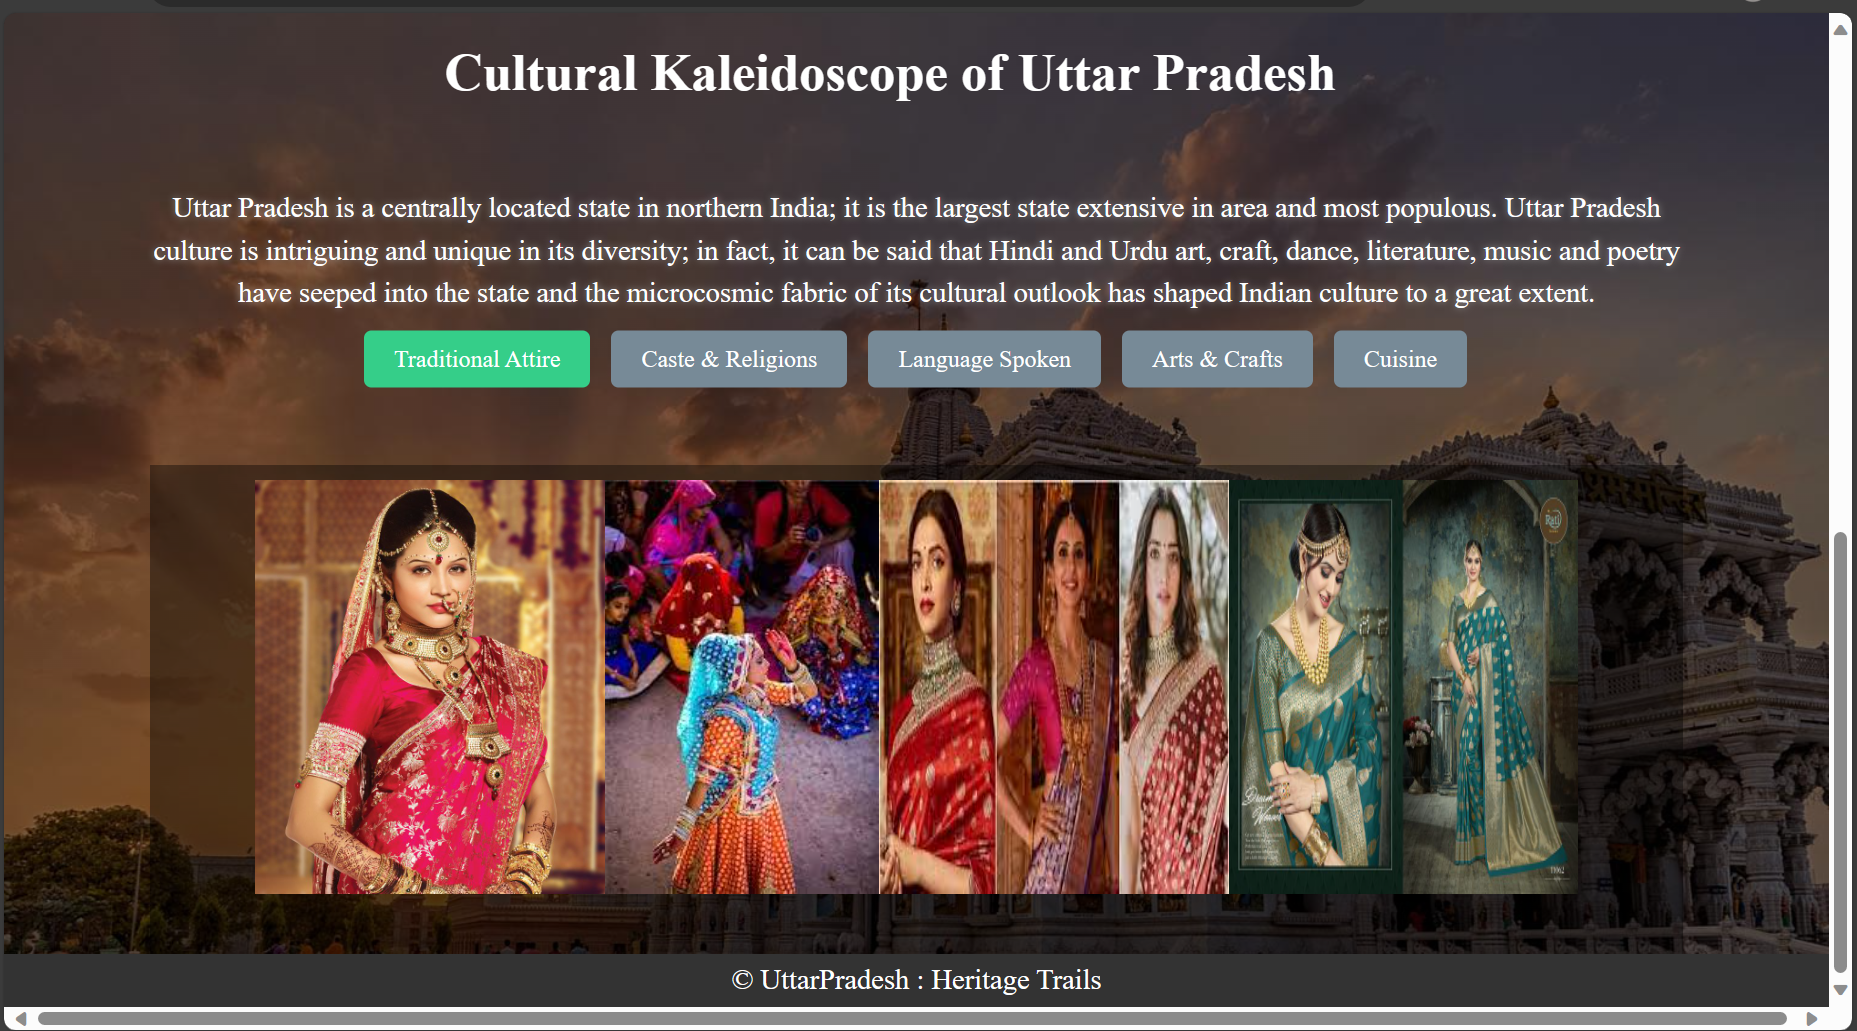 Cultural Kaleidoscope of Uttar Pradesh
Uttar Pradesh is a centrally located state in northern India; it is the largest state extensive in area and most populous. Uttar Pradesh
culture is intriguing and unique in its diversity; in fact, it can be said that Hindi and Urdu art, craft, dance, literature, music and poetry
have seeped into the state and the microcosmic fabric of its cultural outlook has shaped Indian culture to a great extent.
Traditional Attire
Caste & Religions
Language Spoken
Arts & Crafts
Cuisine
Rati
11062
© UttarPradesh : Heritage Trails